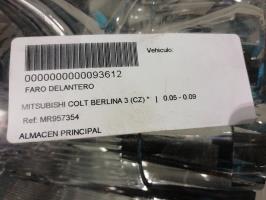 Vehiculo:
0000000000093612
FARO DELANTERO
MITSUBISHI COLT BERLINA 3 (CZ) * | 0.05 - 0.09
Ref: MR957354
ALMACEN PRINCIPAL